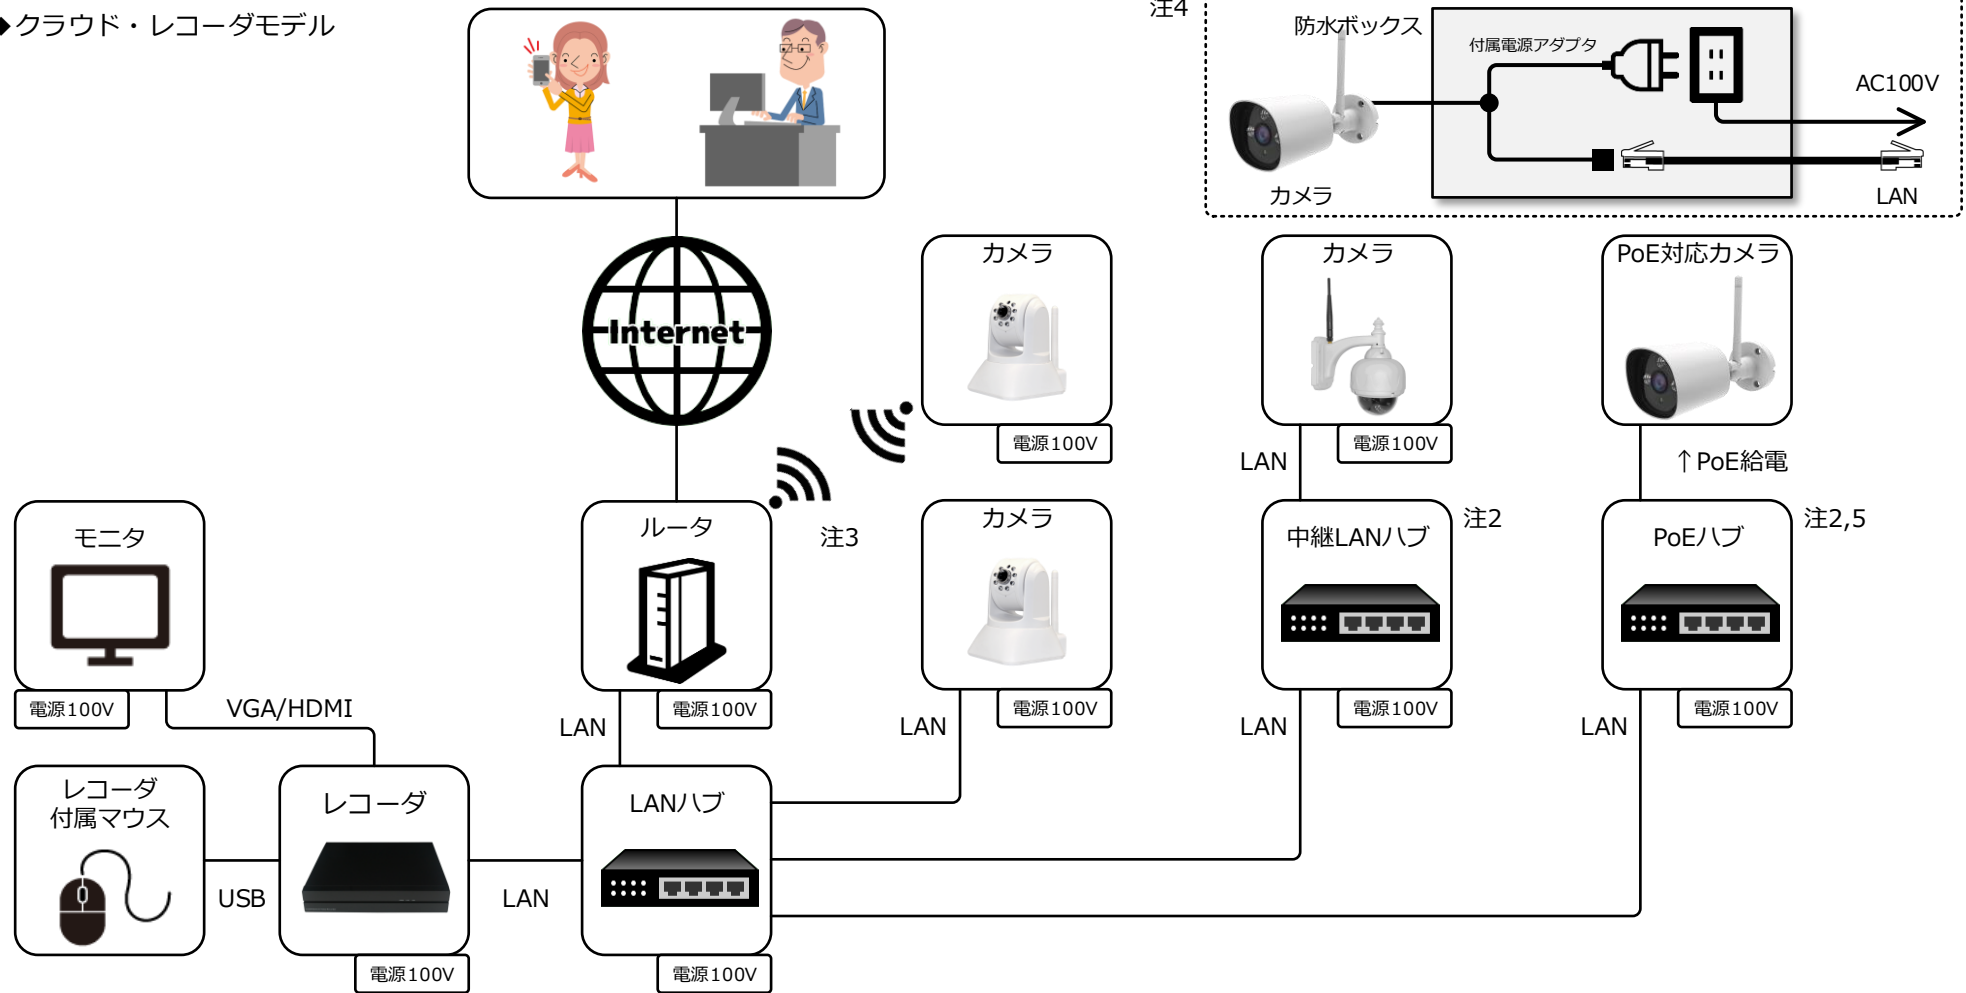 ◆クラウド・レコーダモデル
注4
防水ボックス
付属電源アダプタ
AC100V
カメラ
LAN
Internet
カメラ
電源100V
カメラ
電源100V
LAN
PoE対応カメラ
↑PoE給電
モニタ
電源100V
VGA/HDMI
ルータ
電源100V
注3
LAN
カメラ
電源100V
LAN
中継LANハブ
注2
電源100V
LAN
PoEハブ
注2,5
電源100V
LAN
レコーダ
付属マウス
USB
レコーダ
電源100V
LAN
LANハブ
電源100V